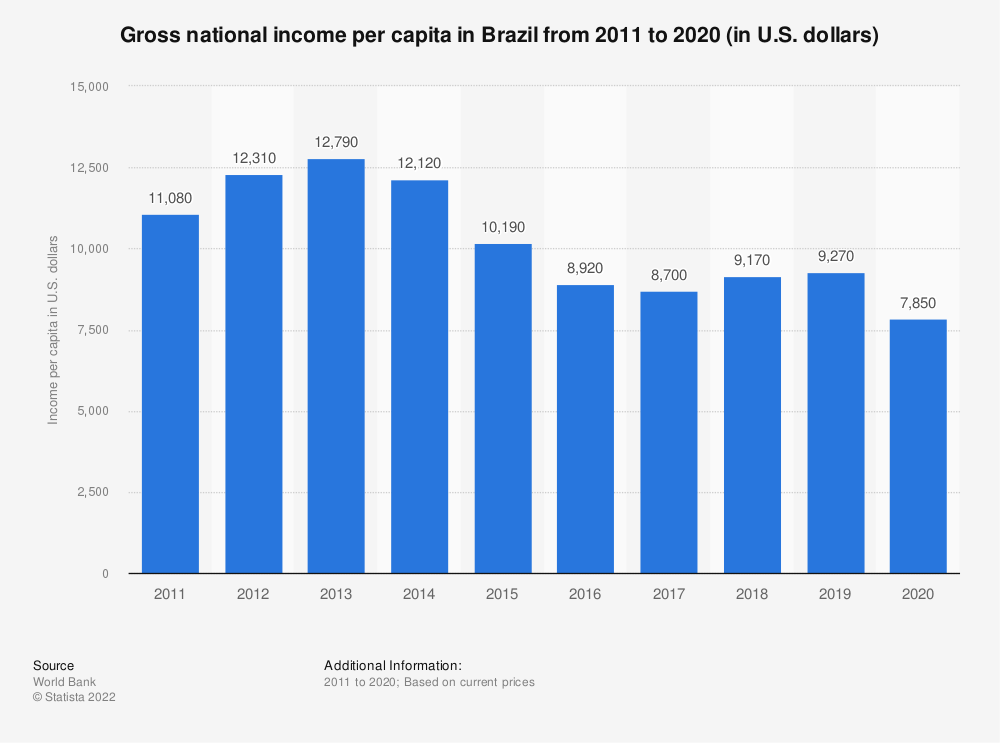 Gross national income per capita in Brazil from 2011 to 2020 (in U.S. dollars)
Income per capita in U.S. dollars
15,000
12,500
10,000
7,500
5,000
2,500
0
11,080
12,310
12,790
12,120
10,190
8,920
8,700
9,170
9,270
7,850
2011 2012 2013 2014 2015 2016 2017 2018 2019 2020
Source
World Bank
© Statista 2022
Additional Information:
2011 to 2020; Based on current prices